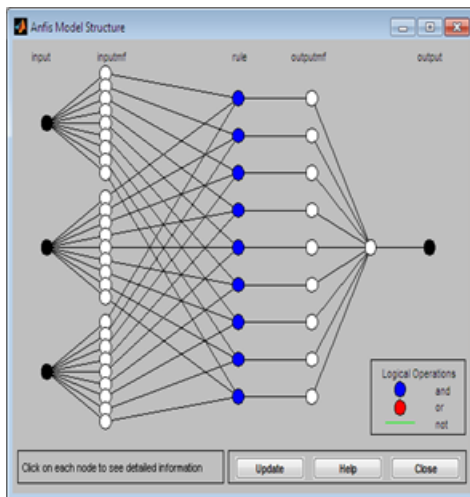 Anfis Model Structure
input inputmf rule outputmf output
Logical Operations
and
or
not
Click on each node to see detailed information
Update Help Close